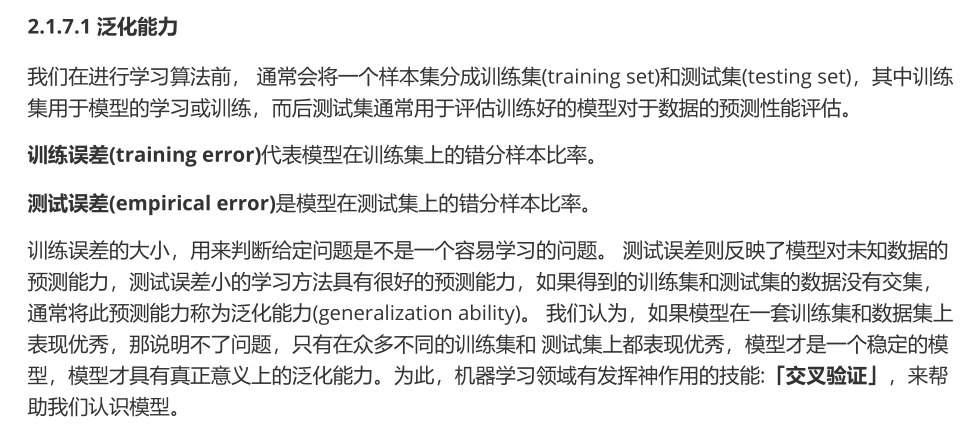 2.1.7.1 泛化能力
我们在进行学习算法前， 通常会将一个样本集分成训练集(training set)和测试集(testing set)，其中训练
集用于模型的学习或训练，而后测试集通常用于评估训练好的模型对于数据的预测性能评估。
训练误差(training error)代表模型在训练集上的错分样本比率。
测试误差(empirical error)是模型在测试集上的错分样本比率。
训练误差的大小，用来判断给定问题是不是一个容易学习的问题。 测试误差则反映了模型对未知数据的
预测能力，测试误差小的学习方法具有很好的预测能力，如果得到的训练集和测试集的数据没有交集，
通常将此预测能力称为泛化能力(generalization ability)。 我们认为，如果模型在一套训练集和数据集上
表现优秀，那说明不了问题，只有在众多不同的训练集和 测试集上都表现优秀，模型才是一个稳定的模
型，模型才具有真正意义上的泛化能力。为此，机器学习领域有发挥神作用的技能:「交叉验证」，来帮
助我们认识模型。